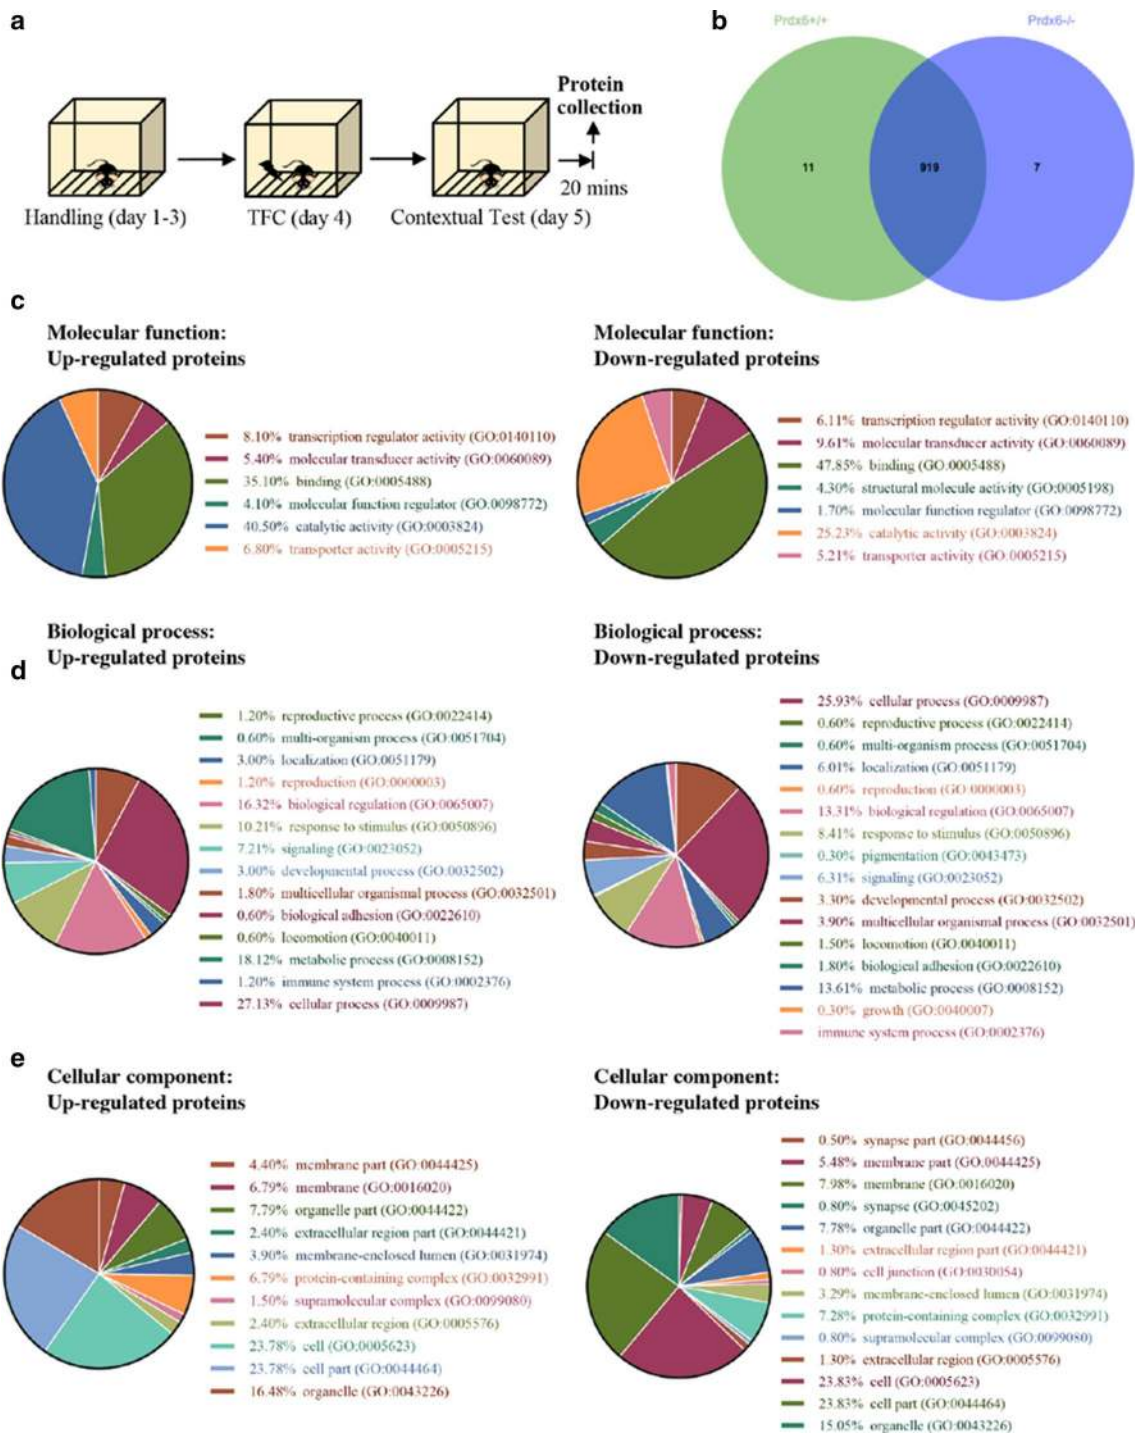 a
Protein
collection
20 mins
Handling (day 1-3)
TFC (day 4)
Contextual Test (day 5)
b
Prdx6+/+
Prdx6-/-
11
919
7
c
Molecular function:
Up-regulated proteins
8.10% transcription regulator activity (GO:0140110)
5.40% molecular transducer activity (GO:0060089)
35.10% binding (GO:0005488)
4.10% molecular function regulator (GO.0098772)
40.50% catalytic activity (GO:0003824)
6.80% transporter activity (GO:0005215)
Molecular function:
Down-regulated proteins
6.11% transcription regulator activity (GO:0140110)
9.61% molecular transducer activity (GO:0060089)
47.85% binding (GO:0005488)
4.30% structural molecule activity (GO:0005198)
1.70% molecular function regulator (GO:0098772)
25.23% catalytic activity (GO:0003824)
5.21% transporter activity (GO:0005215)
d
Biological process:
Up-regulated proteins
1.20% reproductive process (GO:0022414)
0.60% multi-organism process (GO:0051704)
3.00% localization (GO:0051179)
1.20% reproduction (GO:0000003)
16.32% biological regulation (GO:0065007)
10.21% response to stimulus (GO:0050896)
7.21% signaling (GO:0023052)
3.00% developmental process (GO:0032502)
1.80% multicellular organismal process (GO:0032501)
0.60% biological adhesion (GO:0022610)
0.60% locomotion (GO:0040011)
18.12% metabolic process (GO:0008152)
1.20% immune system process (GO:0002376)
27.13% cellular process (GO:0009987)
Biological process:
Down-regulated proteins
25.93% cellular process (GO:0009987)
0.60% reproductive process (GO:0022414)
0.60% multi-organism process (GO:0051704)
6.01% localization (GO:0051179)
0.60% reproduction (GO:0000003)
13.31% biological regulation (GO:0065007)
8.41% response to stimulus (GO:0050896)
0.30% pigmentation (GO:0043473)
6.31% signaling (GO:0023052)
3.30% developmental process (GO:0032502)
3.90% multicellular organismal process (GO:0032501)
1.50% locomotion (GO:0040011)
1.80% biological adhesion (GO:0022610)
13.61% metabolic process (GO:0008152)
0.30% growth (GO:0040007)
immune system process (GO:0002376)
e
Cellular component:
Up-regulated proteins
4.40% membrane part (GO:0044425)
6.79% membrane (GO:0016020)
7.79% organelle part (GO:0044422)
2.40% extracellular region part (GO:0044421)
3.90% membrane-enclosed lumen (GO:0031974)
6.79% protein-containing complex (GO:0032991)
1.50% supramolecular complex (GO:0099080)
2.40% extracellular region (GO:0005576)
23.78% cell (GO:0005623)
23.78% cell part (GO:0044464)
16.48% organelle (GO:0043226)
Cellular component:
Down-regulated proteins
0.50% synapse part (GO:0044456)
5.48% membrane part (GO:0044425)
7.98% membrane (GO:0016020)
0.80% synapse (GO:0045202)
7.78% organelle part (GO:0044422)
1.30% extracellular region part (GO:0044421)
0.80% cell junction (GO:0030054)
3.29% membrane-enclosed lumen (GO:0031974)
7.28% protein-containing complex (GO:0032991)
0.80% supramolecular complex (GO:0099080)
1.30% extracellular region (GO:0005576)
23.83% cell (GO:0005623)
23.83% cell part (GO:0044464)
15.05% organelle (GO:0043226)